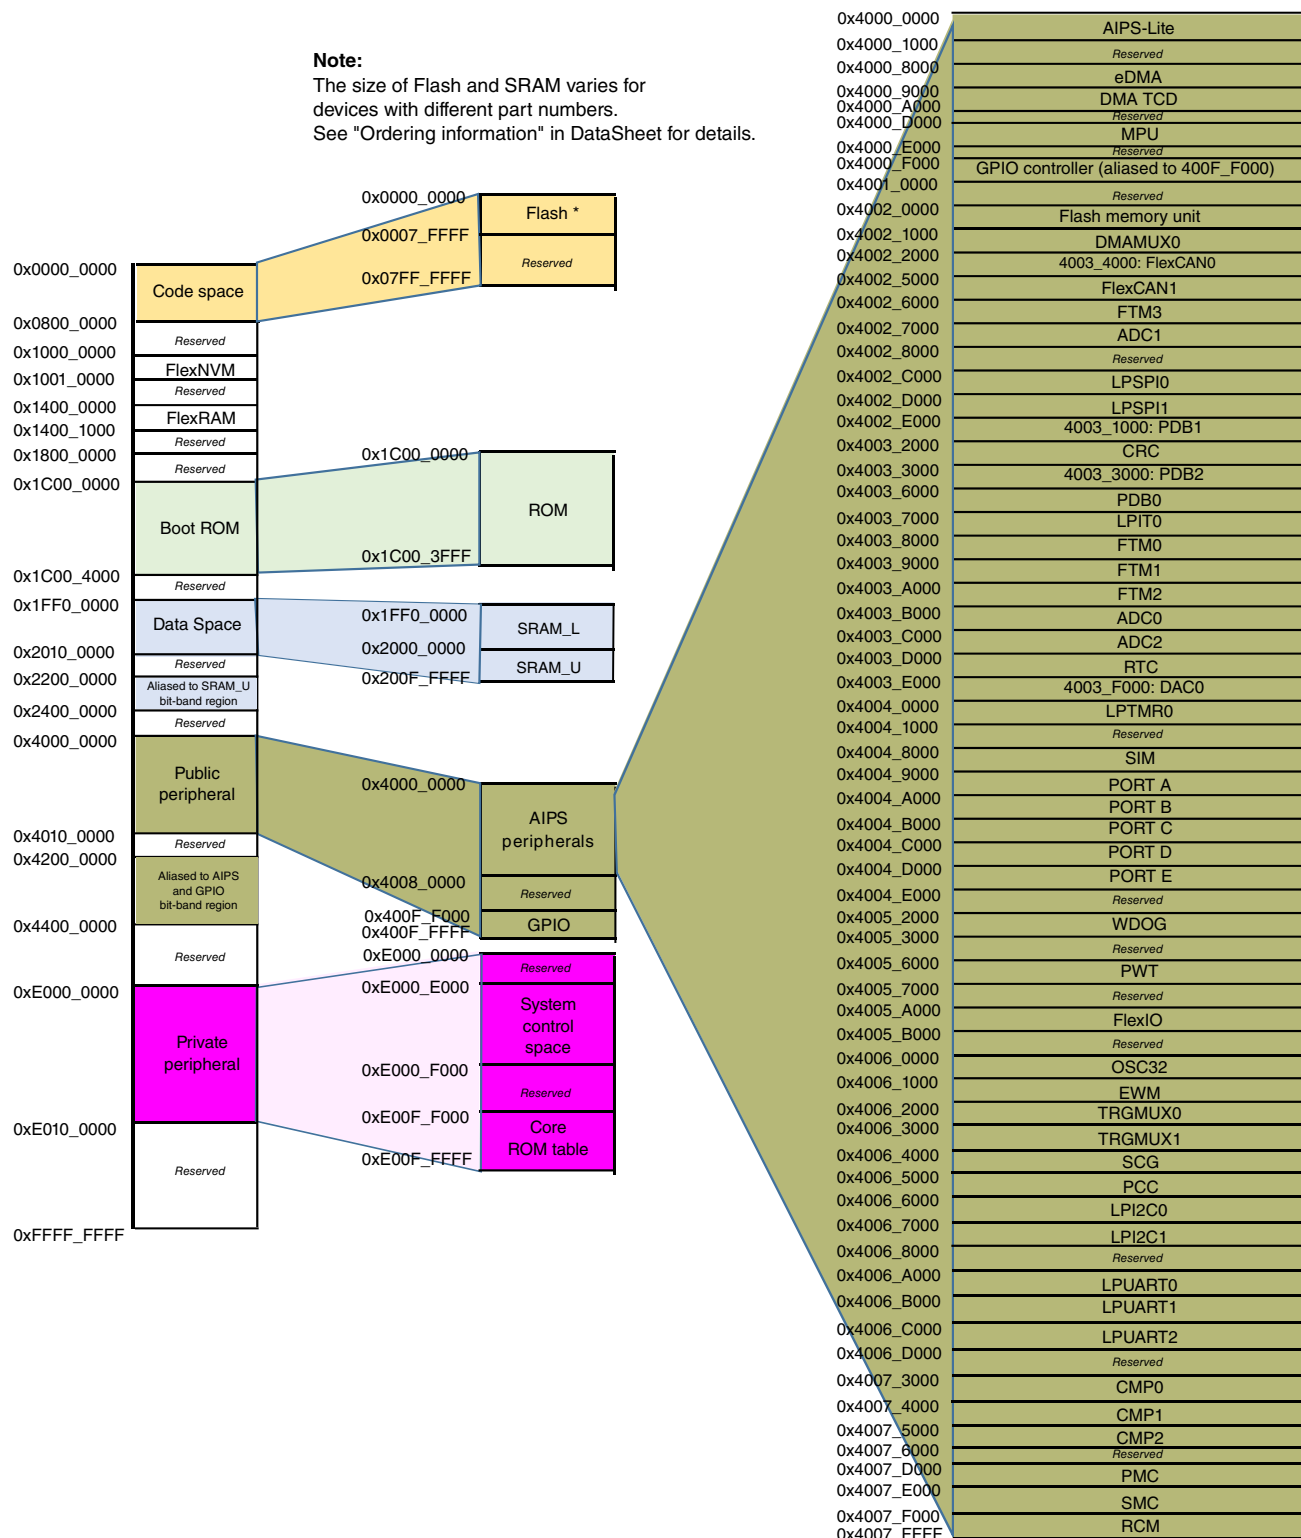 Note:
The size of Flash and SRAM varies for
devices with different part numbers.
See "Ordering information" in DataSheet for details.
0x0000_0000
Code space
0x0800_0000
Reserved
0x1000_0000
FlexNVM
0x1001_0000
Reserved
0x1400_0000
FlexRAM
0x1400_1000
Reserved
0x1800_0000
Reserved
0x1C00_0000
Boot ROM
0x1C00_4000
Reserved
0x1FF0_0000
Data Space
0x2010_0000
Reserved
0x2200_0000
Aliased to SRAM_U
bit-band region
0x2400_0000
Reserved
0x4000_0000
Public
peripheral
0x4010_0000
Reserved
0x4200_0000
Aliased to AIPS
and GPIO
bit-band region
0x4400_0000
Reserved
0xE000_0000
Private
peripheral
0xE010_0000
Reserved
0xFFFF_FFFF
0x0000_0000
Flash *
0x0007_FFFF
Reserved
0x07FF_FFFF
0x1C00_0000
ROM
0x1C00_3FFF
0x1FF0_0000
SRAM_L
0x2000_0000
SRAM_U
0x200F_FFFF
0x4000_0000
AIPS
peripherals
0x4008_0000
Reserved
0x400F_F000
GPIO
0x400F_FFFF
0xE000_0000
Reserved
0xE000_E000
System
control
space
0xE000_F000
Reserved
0xE00F_F000
Core
ROM table
0xE00F_FFFF
0x4000_0000
AIPS-Lite
0x4000_1000
Reserved
0x4000_8000
eDMA
0x4000_9000
DMA TCD
0x4000_A000
Reserved
0x4000_D000
MPU
0x4000_E000
Reserved
0x4000_F000
GPIO controller (aliased to 400F_F000)
0x4001_0000
Reserved
0x4002_0000
Flash memory unit
0x4002_1000
DMAMUX0
0x4002_2000
4003_4000: FlexCAN0
0x4002_5000
FlexCAN1
0x4002_6000
FTM3
0x4002_7000
ADC1
0x4002_8000
Reserved
0x4002_C000
LPSPI0
0x4002_D000
LPSPI1
0x4002_E000
4003_1000: PDB1
0x4003_2000
CRC
0x4003_3000
4003_3000: PDB2
0x4003_6000
PDB0
0x4003_7000
LPIT0
0x4003_8000
FTM0
0x4003_9000
FTM1
0x4003_A000
FTM2
0x4003_B000
ADC0
0x4003_C000
ADC2
0x4003_D000
RTC
0x4003_E000
4003_F000: DAC0
0x4004_0000
LPTMR0
0x4004_1000
Reserved
0x4004_8000
SIM
0x4004_9000
PORT A
0x4004_A000
PORT B
0x4004_B000
PORT C
0x4004_C000
PORT D
0x4004_D000
PORT E
0x4004_E000
Reserved
0x4005_2000
WDOG
0x4005_3000
Reserved
0x4005_6000
PWT
0x4005_7000
Reserved
0x4005_A000
FlexIO
0x4005_B000
Reserved
0x4006_0000
OSC32
0x4006_1000
EWM
0x4006_2000
TRGMUX0
0x4006_3000
TRGMUX1
0x4006_4000
SCG
0x4006_5000
PCC
0x4006_6000
LPI2C0
0x4006_7000
LPI2C1
0x4006_8000
Reserved
0x4006_A000
LPUART0
0x4006_B000
LPUART1
0x4006_C000
LPUART2
0x4006_D000
Reserved
0x4007_3000
CMP0
0x4007_4000
CMP1
0x4007_5000
CMP2
0x4007_6000
Reserved
0x4007_D000
PMC
0x4007_E000
SMC
0x4007_F000
RCM
0x4007_FFFF